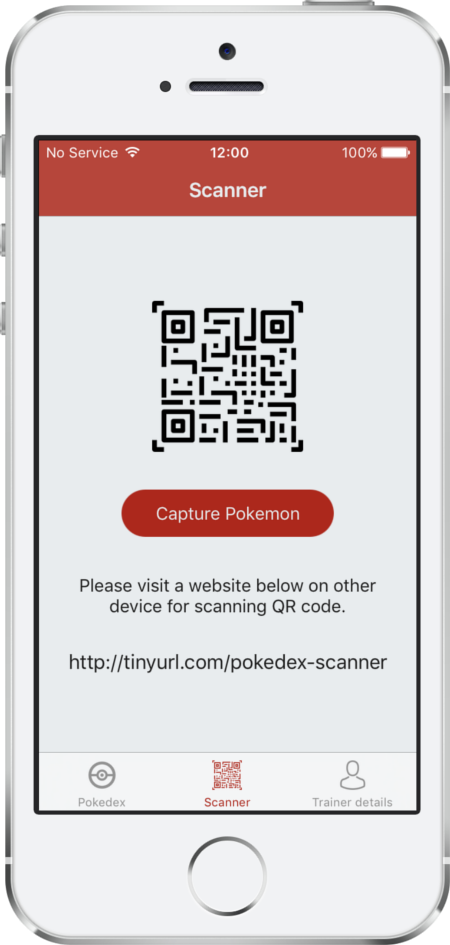 No Service 12:00 100%
Scanner
Capture Pokemon
Please visit a website below on other
device for scanning QR code.
http://tinyurl.com/pokedex-scanner
Pokedex Scanner Trainer details